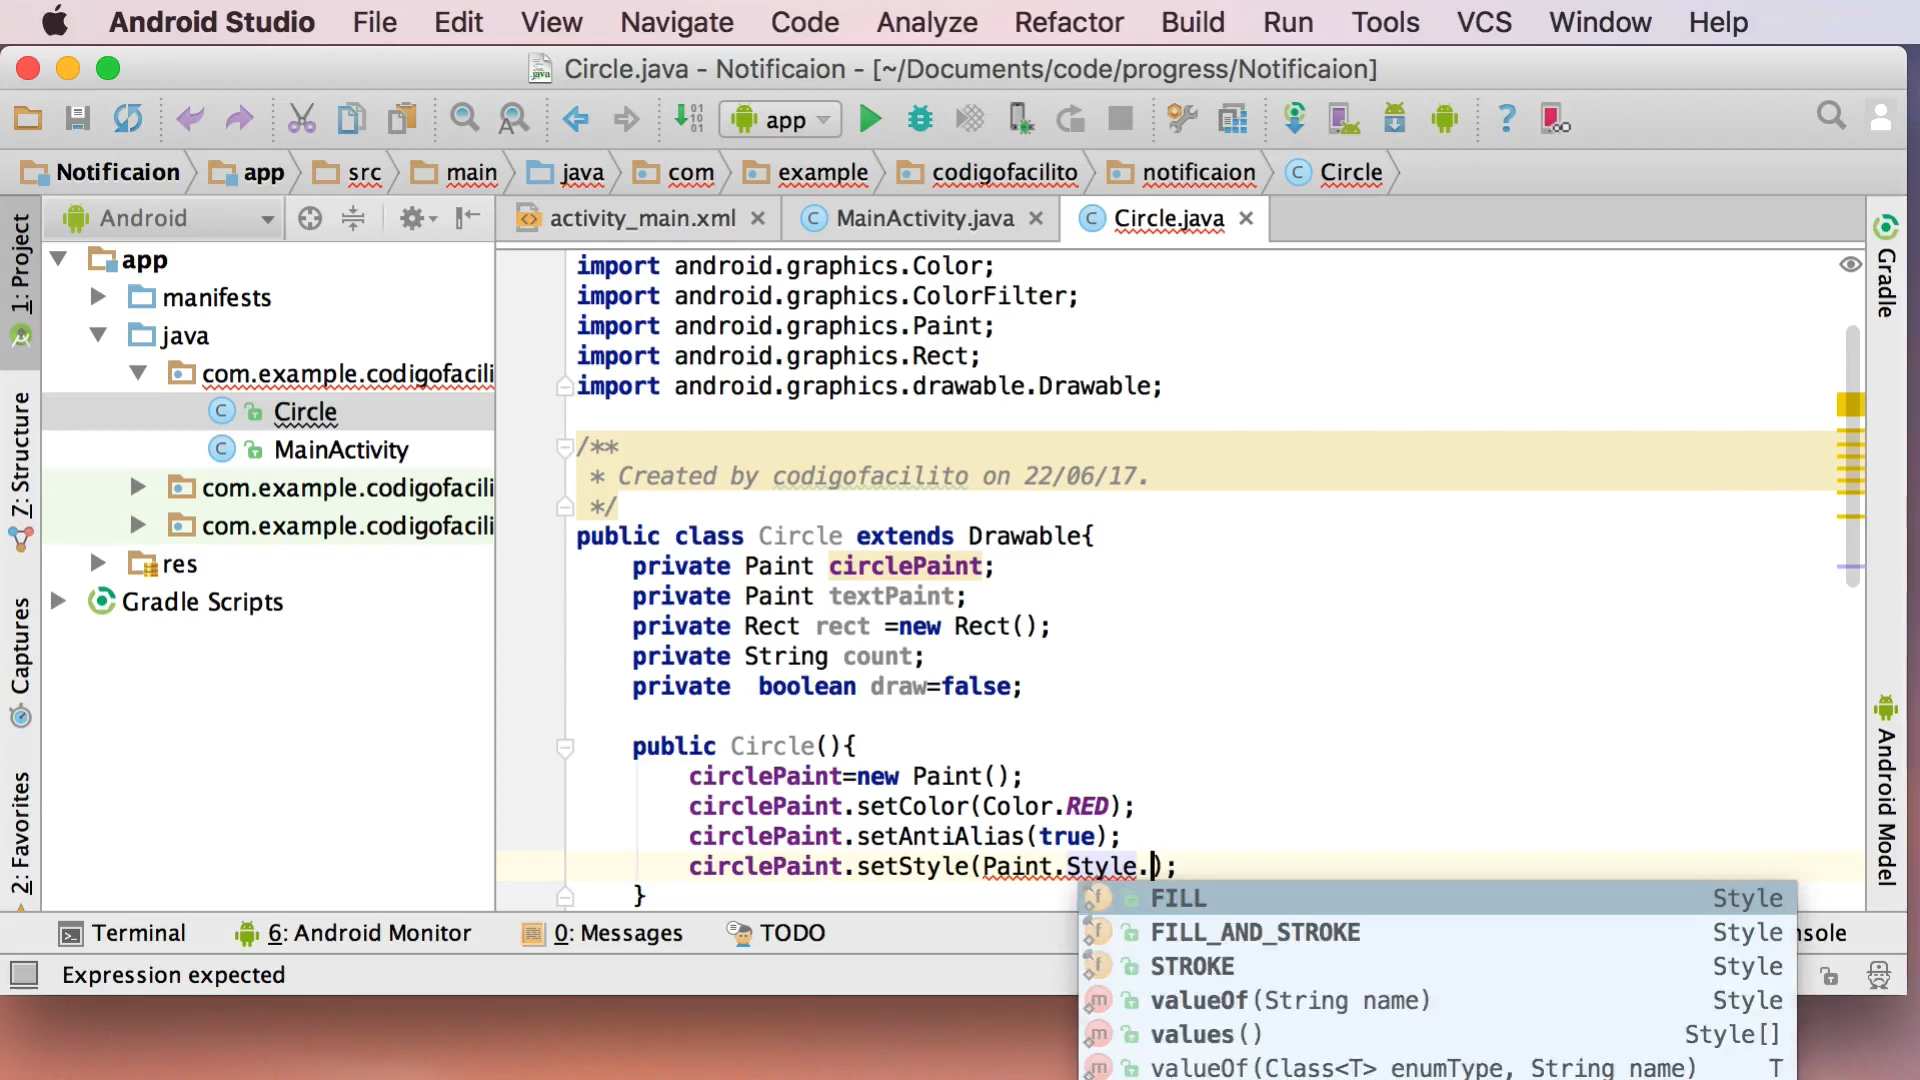 Android Studio File Edit View Navigate Code Analyze Refactor Build Run Tools VCS Window Help
Circle.java - Notificaion - [~/Documents/code/progress/Notificaion]
app
Notificaion app src main java com example codigofacilito notificaion Circle
Android
activity_main.xml MainActivity.java Circle.java
1: Project
Z: Structure
Captures
2: Favorites
app
manifests
java
com.example.codigofacili
Circle
MainActivity
com.example.codigofacili
com.example.codigofacili
res
Gradle Scripts
import android.graphics.Color;
import android.graphics.ColorFilter;
import android.graphics.Paint;
import android.graphics.Rect;
import android.graphics.drawable.Drawable;
/**
* Created by codigofacilito on 22/06/17.
*/
public class Circle extends Drawable{
private Paint circlePaint;
private Paint textPaint;
private Rect rect =new Rect();
private String count;
private  boolean draw=false;
public Circle(){
circlePaint=new Paint();
circlePaint.setColor(Color.RED);
circlePaint.setAntiAlias(true);
circlePaint.setStyle(Paint.Style.);
}
FILL Style
FILL_AND_STROKE Style
STROKE Style
valueOf(String name) Style
values() Style[]
valueOf(Class<T> enumType, String name) T
Gradle
Android Model
Terminal 6: Android Monitor 0: Messages TODO nsole
Expression expected